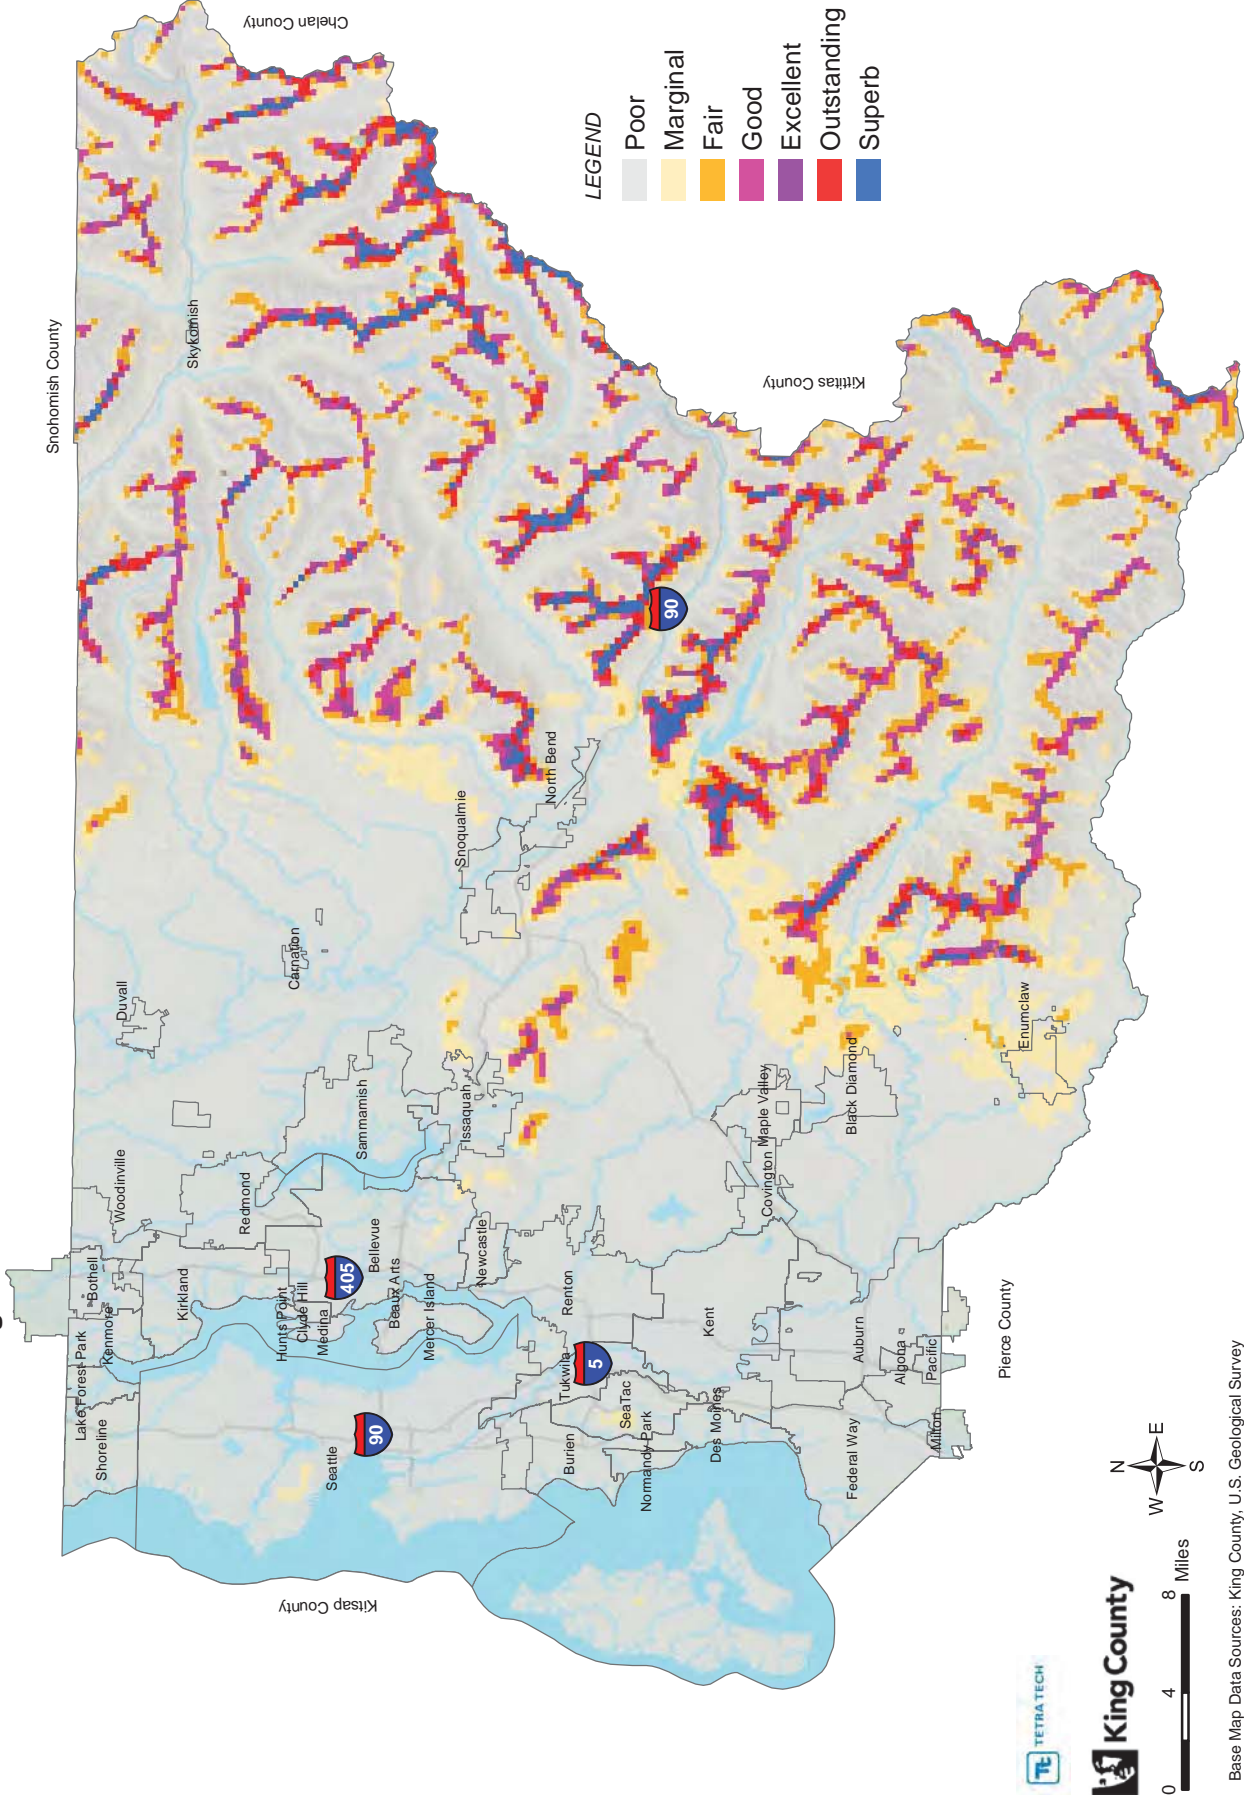 Snohomish County
Chelan County
Kittitas County
Pierce County
Kitsap County
Skykomish
Duvall
Carnation
Snoqualmie
North Bend
Woodinville
Redmond
Sammamish
Issaquah
Bothell
Kenmore
Lake Forest Park
Shoreline
Kirkland
Hunts Point
Clyde Hill
Medina
Bellevue
Beaux Arts
Mercer Island
Newcastle
Seattle
Renton
Tukwila
Burien
SeaTac
Normandy Park
Des Moines
Kent
Covington
Maple Valley
Black Diamond
Enumclaw
Auburn
Algona
Pacific
Federal Way
Milton
90
405
5
90
LEGEND
Poor
Marginal
Fair
Good
Excellent
Outstanding
Superb
N
W
E
S
Tt TETRA TECH
King County
0 4 8
Miles
Base Map Data Sources: King County, U.S. Geological Survey